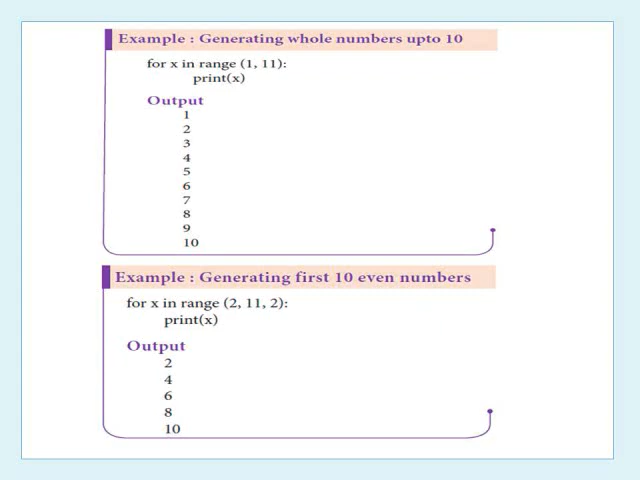 Example : Generating whole numbers upto 10
for x in range (1, 11):
print(x)
Output
1
2
3
4
5
6
7
8
9
10
Example : Generating first 10 even numbers
for x in range (2, 11, 2):
print(x)
Output
2
4
6
8
10